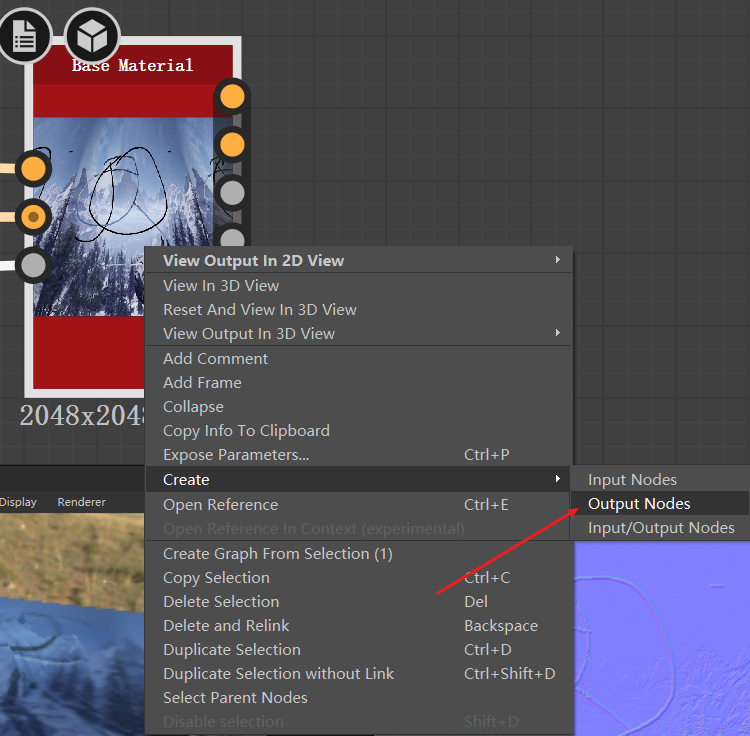 Base Material
2048x2048
View Output In 2D View
View In 3D View
Reset And View In 3D View
View Output In 3D View
Add Comment
Add Frame
Collapse
Copy Info To Clipboard
Expose Parameters... Ctrl+P
Create
Input Nodes
Display Renderer
Open Reference Ctrl+E
Output Nodes
Open Reference In Context (experimental)
Input/Output Nodes
Create Graph From Selection (1)
Copy Selection Ctrl+C
Delete Selection Del
Delete and Relink Backspace
Duplicate Selection Ctrl+D
Duplicate Selection without Link Ctrl+Shift+D
Select Parent Nodes
Disable selection Shift+D